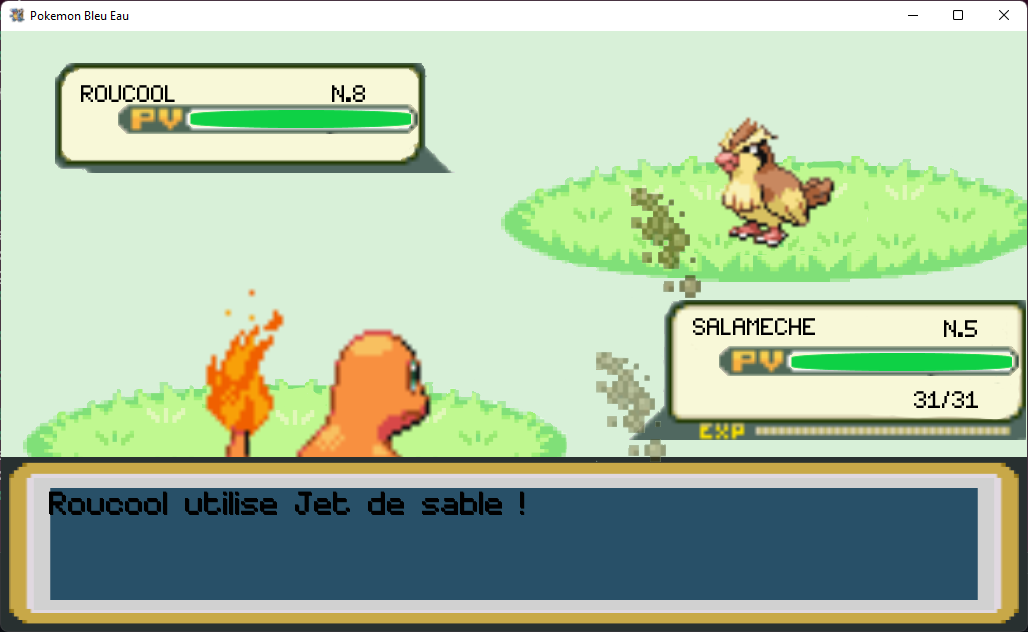 Pokemon Bleu Eau
ROUCOOL N.8
PV
SALAMECHE N.5
PV
31/31
EXP
Roucool utilise Jet de sable !